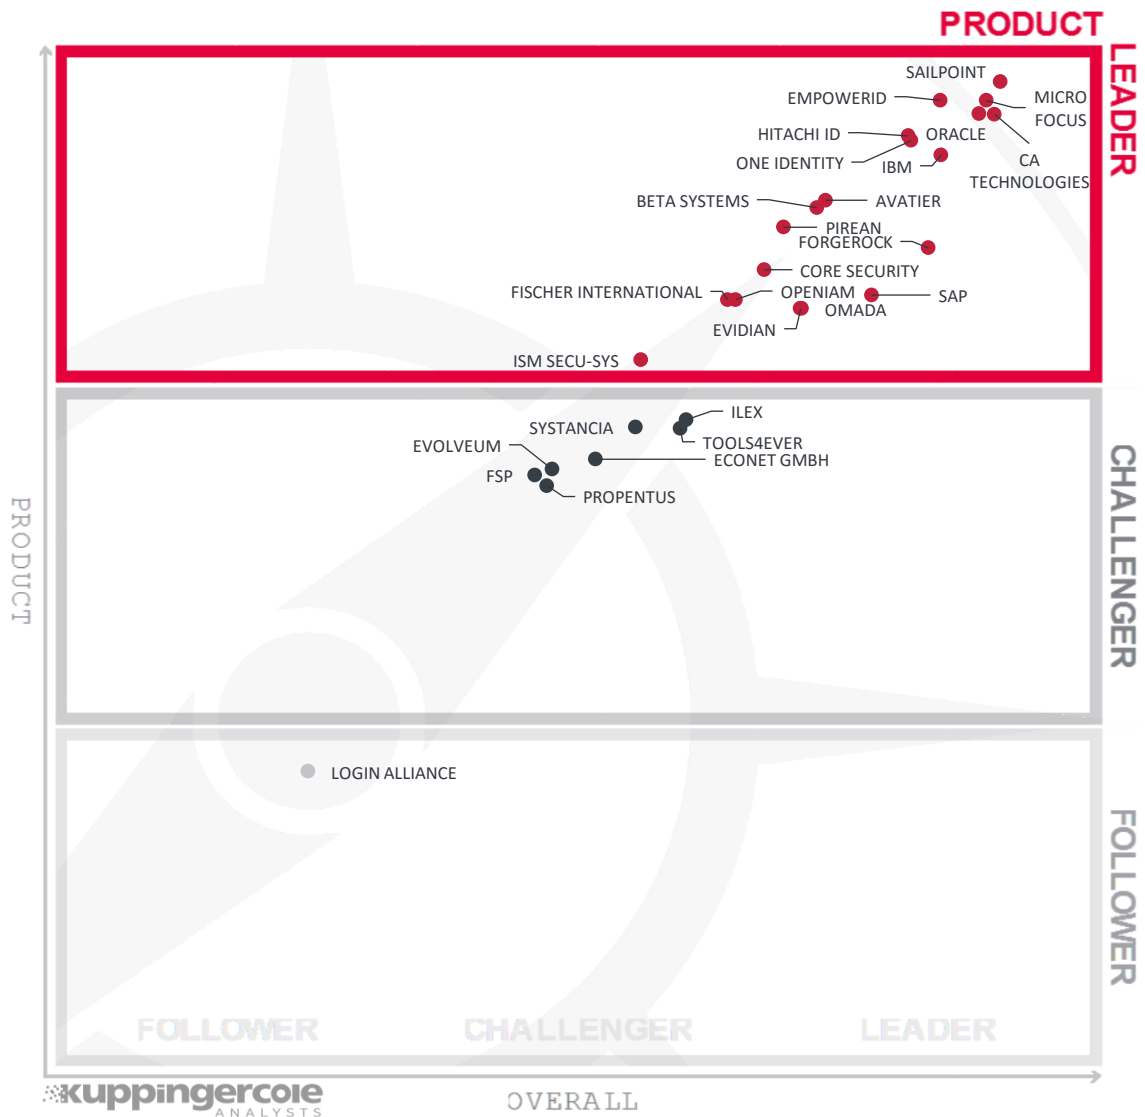 PRODUCT
LEADER
SAILPOINT
EMPOWERID
MICRO
FOCUS
HITACHI ID
ORACLE
ONE IDENTITY
IBM
CA
TECHNOLOGIES
BETA SYSTEMS
AVATIER
PIREAN
FORGEROCK
CORE SECURITY
FISCHER INTERNATIONAL
OPENIAM
SAP
OMADA
EVIDIAN
ISM SECU-SYS
ILEX
SYSTANCIA
TOOLS4EVER
EVOLVEUM
ECONET GMBH
FSP
PROPENTUS
CHALLENGER
PRODUCT
LOGIN ALLIANCE
FOLLOWER
FOLLOWER CHALLENGER LEADER
kuppingercole
ANALYSTS
OVERALL